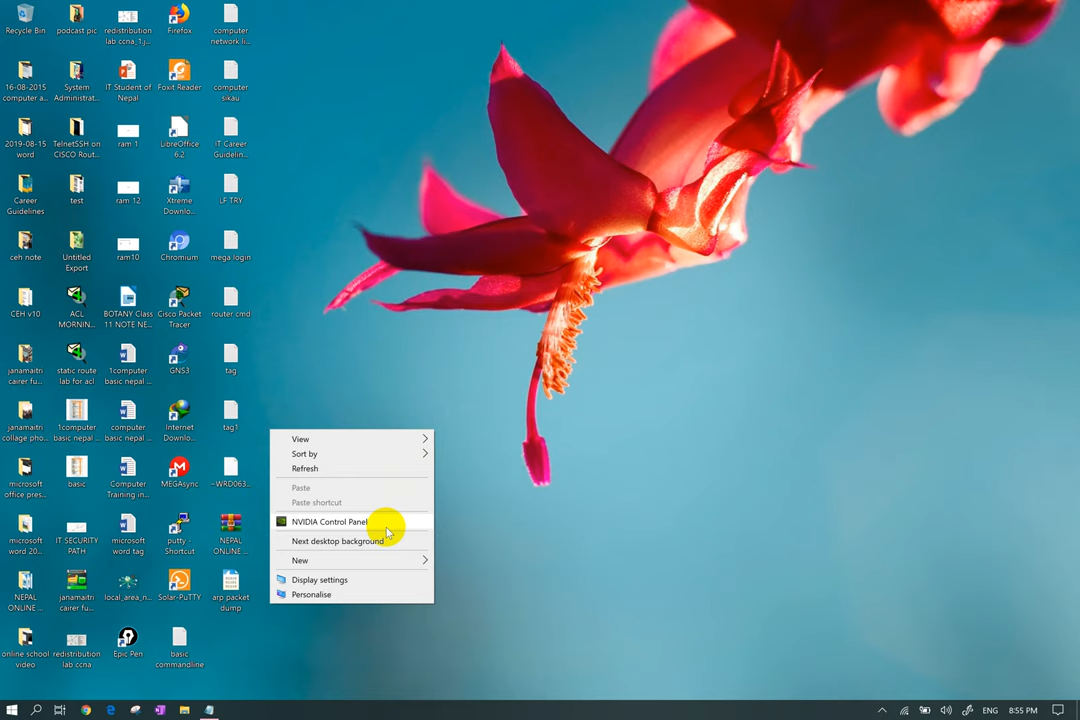 Recycle Bin
podcast pic
redistribution
lab ccna_1.j...
Firefox
computer
network li...
16-08-2015
computer a...
System
Administrat...
IT Student of
Nepal
Foxit Reader
computer
sikau
2019-08-15
word
TelnetSSH on
CISCO Rout...
ram 1
LibreOffice
6.2
IT Career
Guidelin...
Career
Guidelines
test
ram 12
Xtreme
Downlo...
LF TRY
ceh note
Untitled
Export
ram10
Chromium
mega.login
CEH v10
ACL
MORNIN...
BOTANY Class
11 NOTE NE...
Cisco Packet
Tracer
router cmd
janamaitri
cairer fu...
static route
lab for acl
1computer
basic nepal ...
GNS3
tag
janamaitri
collage pho...
1computer
basic nepal ...
computer
basic nepal ...
Internet
Downlo...
tag1
microsoft
office pres...
basic
Computer
Training in...
MEGAsync
~WRD063...
microsoft
word 20...
IT SECURITY
PATH
microsoft
word tag
putty -
Shortcut
NEPAL
ONLINE ...
NEPAL
ONLINE ...
janamaitri
cairer fu...
local_area_n...
Solar-PuTTY
arp packet
dump
online school
video
redistribution
lab ccna
Epic Pen
basic
commandline
View
Sort by
Refresh
Paste
Paste shortcut
NVIDIA Control Panel
Next desktop background
New
Display settings
Personalise
ENG
8:55 PM